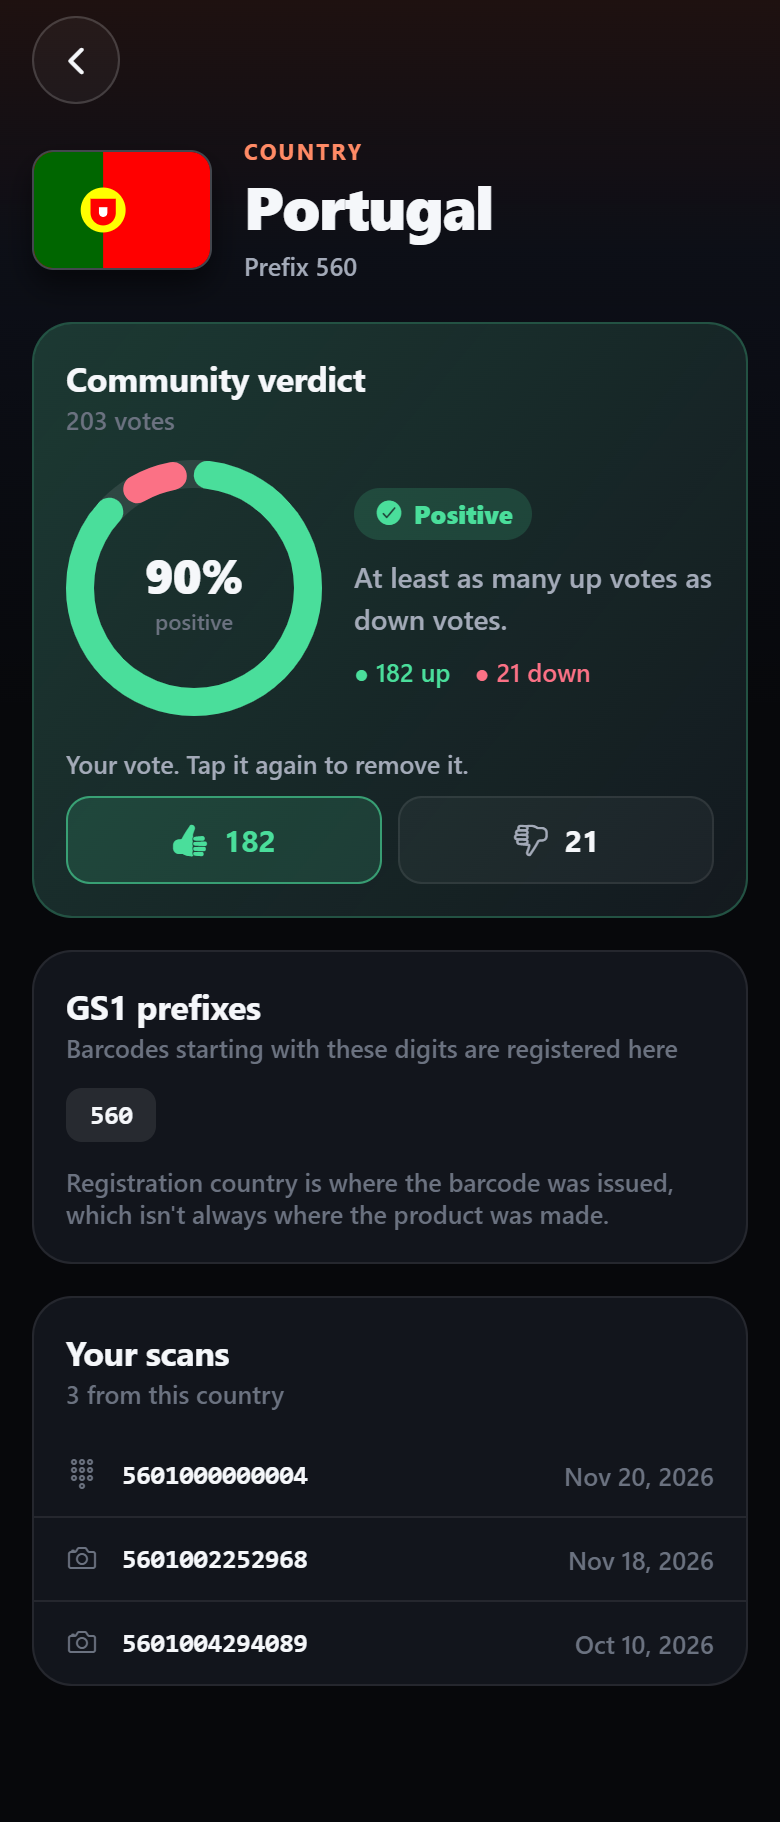 COUNTRY
Portugal
Prefix 560
Community verdict
203 votes
90%
positive
Positive
At least as many up votes as
down votes.
182 up
21 down
Your vote. Tap it again to remove it.
182
21
GS1 prefixes
Barcodes starting with these digits are registered here
560
Registration country is where the barcode was issued,
which isn't always where the product was made.
Your scans
3 from this country
5601000000004 Nov 20, 2026
5601002252968 Nov 18, 2026
5601004294089 Oct 10, 2026